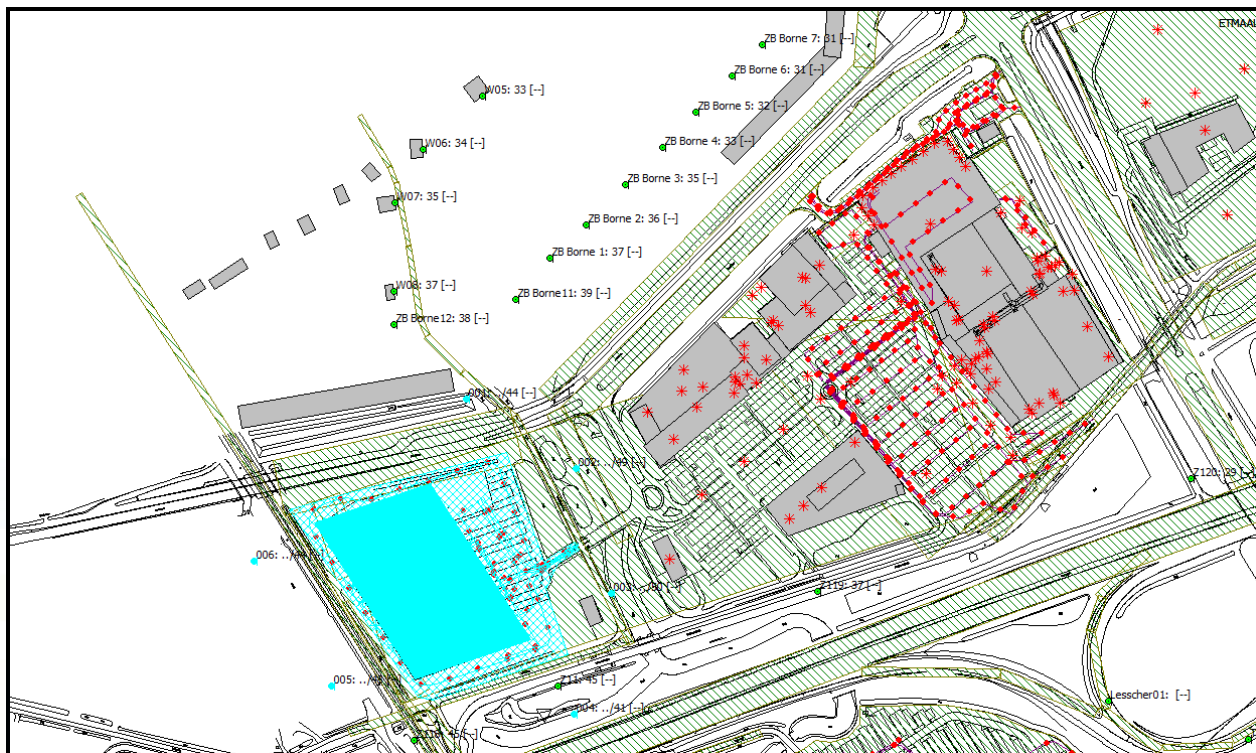 ETMAAL
ZB Borne 7: 31 [--]
ZB Borne 6: 31 [--]
W05: 33 [--]
ZB Borne 5: 32 [--]
W06: 34 [--]
ZB Borne 4: 33 [--]
ZB Borne 3: 35 [--]
W07: 35 [--]
ZB Borne 2: 36 [--]
ZB Borne 1: 37 [--]
W08: 37 [--]
ZB Borne11: 39 [--]
ZB Borne12: 38 [--]
001: ../44 [--]
002: ../49 [--]
Z120: 29 [--]
006: ../44 [--]
003: ../50 [--]
Z119: 37 [--]
005: ../43 [--]
Z11: 45 [--]
Lesscher01: [--]
004: ../41 [--]
Z118: 45 [--]